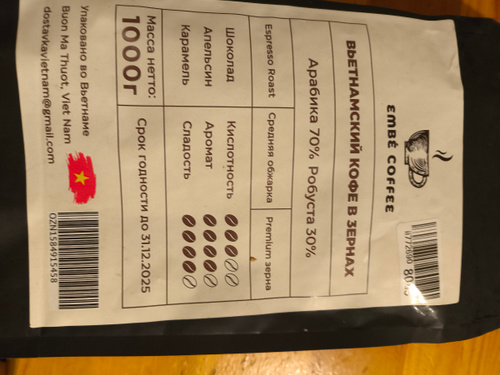 EMBÉ COFFEE
ВЬЕТНАМСКИЙ КОФЕ В ЗЕРНАХ
Арабика 70% Робуста 30%
Espresso Roast
Средняя обжарка
Premium зерна
Шоколад
Апельсин
Карамель
Кислотность
Аромат
Сладость
Масса нетто:
1000г
Срок годности до 31.12.2025
Упаковано во Вьетнаме
Buon Ma Thuot, Viet Nam
dostavkavietnam@gmail.com
OZN1584915458